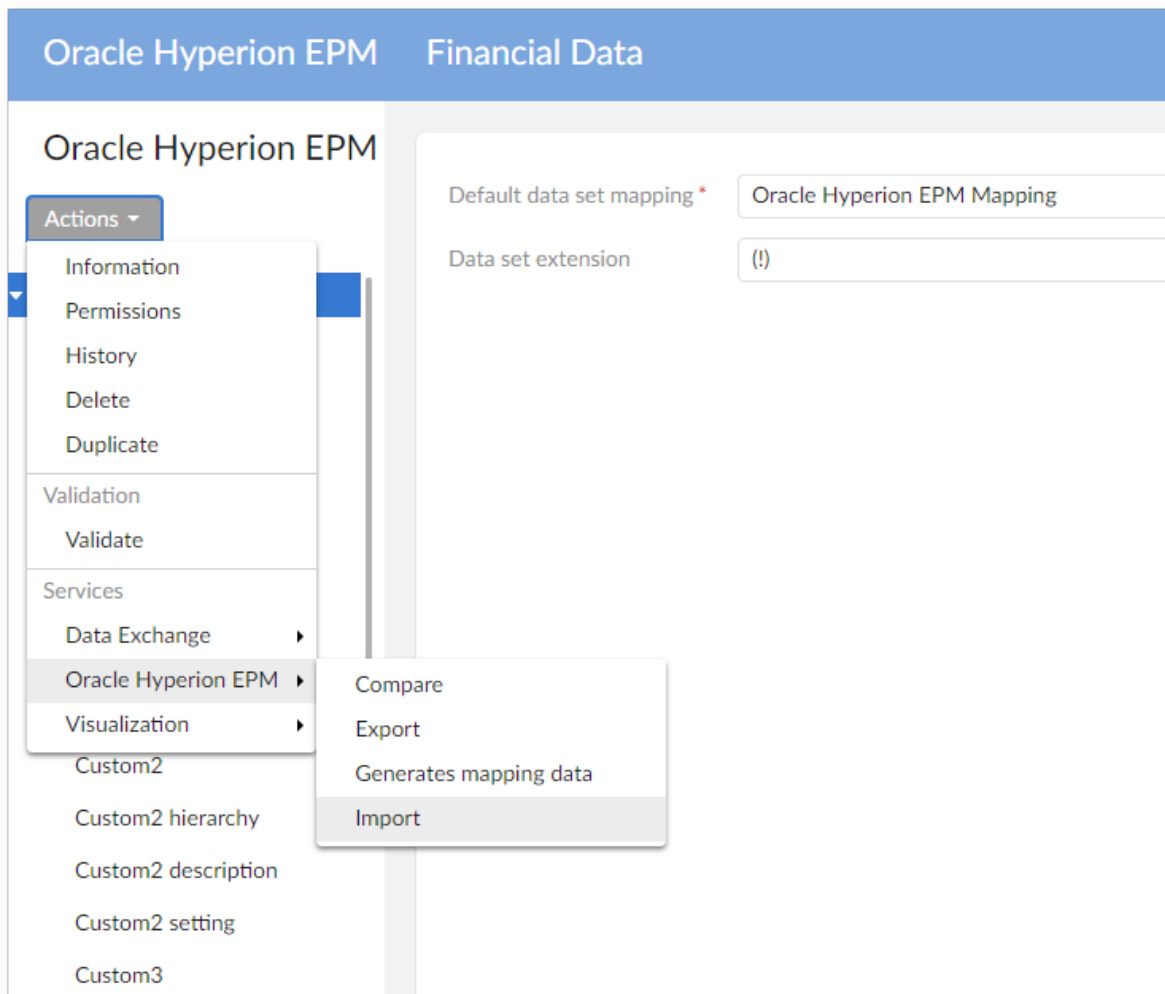 Oracle Hyperion EPM Financial Data
Oracle Hyperion EPM
Actions
Information
Permissions
History
Delete
Duplicate
Validation
Validate
Services
Data Exchange
Oracle Hyperion EPM
Visualization
Compare
Export
Generates mapping data
Import
Custom2
Custom2 hierarchy
Custom2 description
Custom2 setting
Custom3
Default data set mapping * Oracle Hyperion EPM Mapping
Data set extension (!)